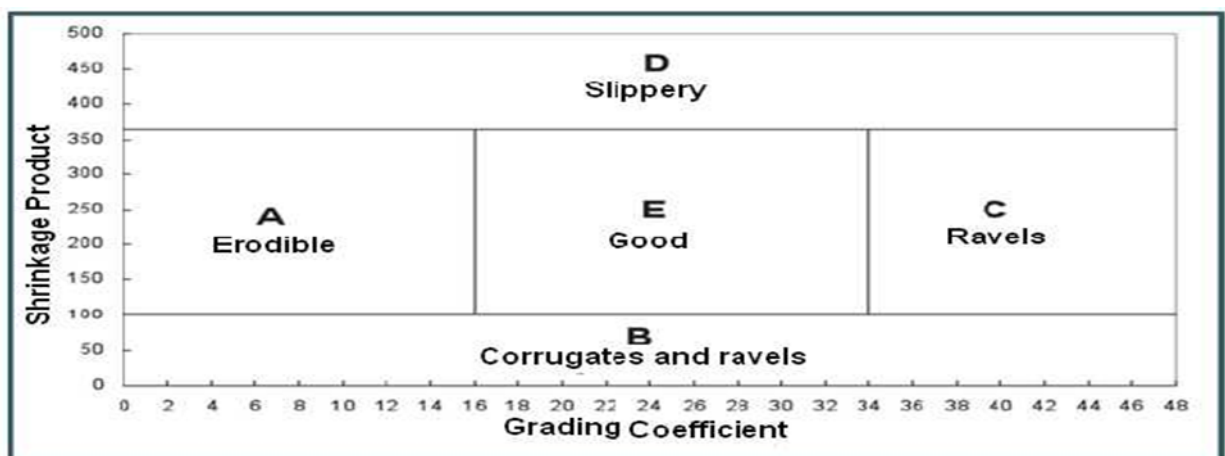 500
450
400
350
300
250
200
150
100
50
0
Shrinkage Product
D
Slippery
A
Erodible
E
Good
C
Ravels
B
Corrugates and ravels
0 2 4 6 8 10 12 14 16 18 20 22 24 26 28 30 32 34 36 38 40 42 44 46 48
Grading Coefficient